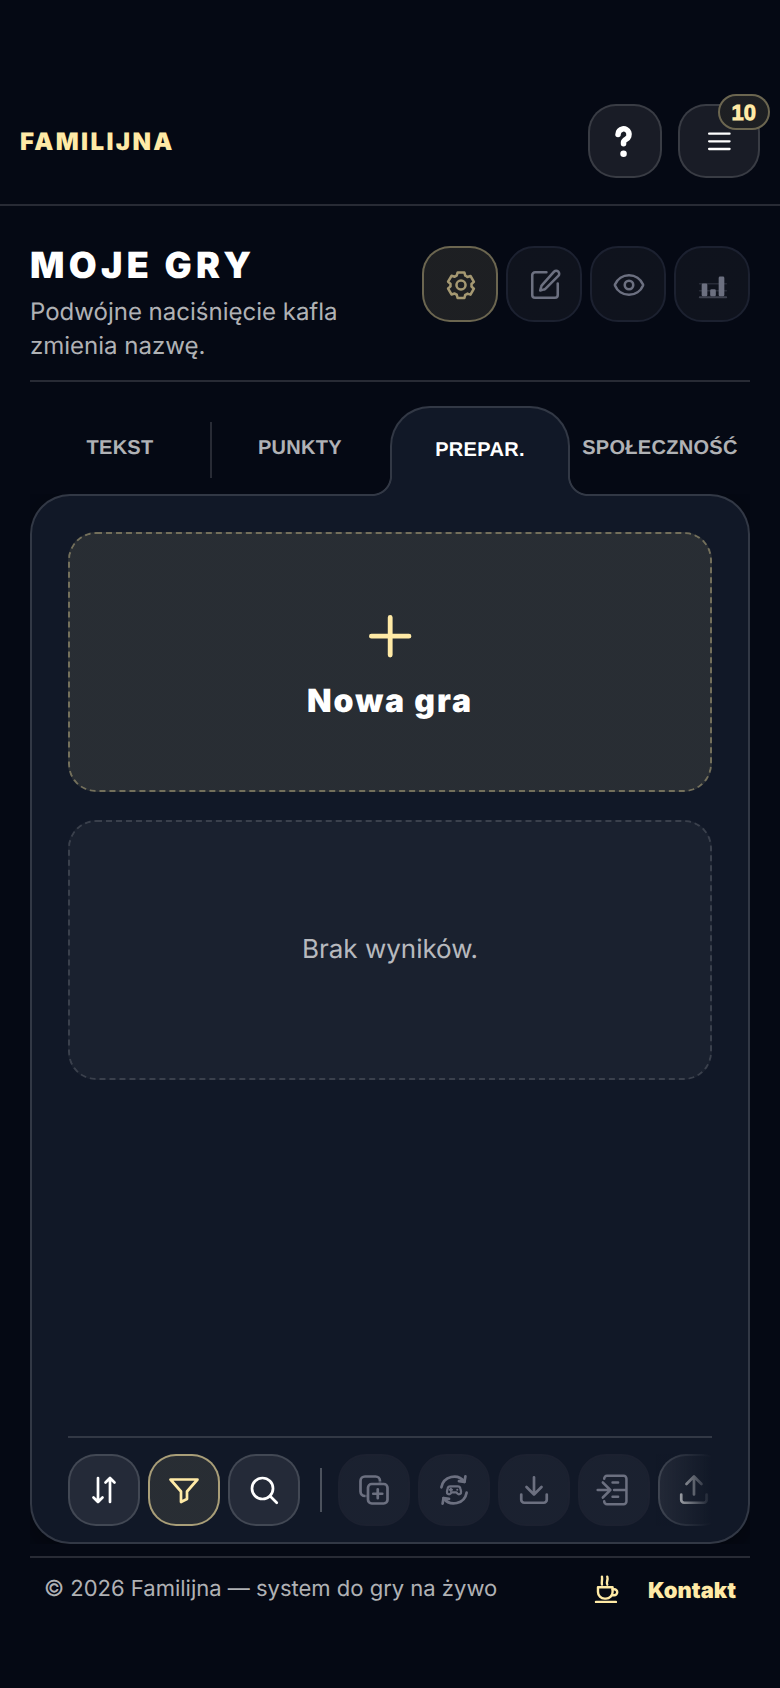 FAMILIJNA
?
10
MOJE GRY
Podwójne naciśnięcie kafla
zmienia nazwę.
TEKST
PUNKTY
PREPAR.
SPOŁECZNOŚĆ
Nowa gra
Brak wyników.
© 2026 Familijna — system do gry na żywo
Kontakt